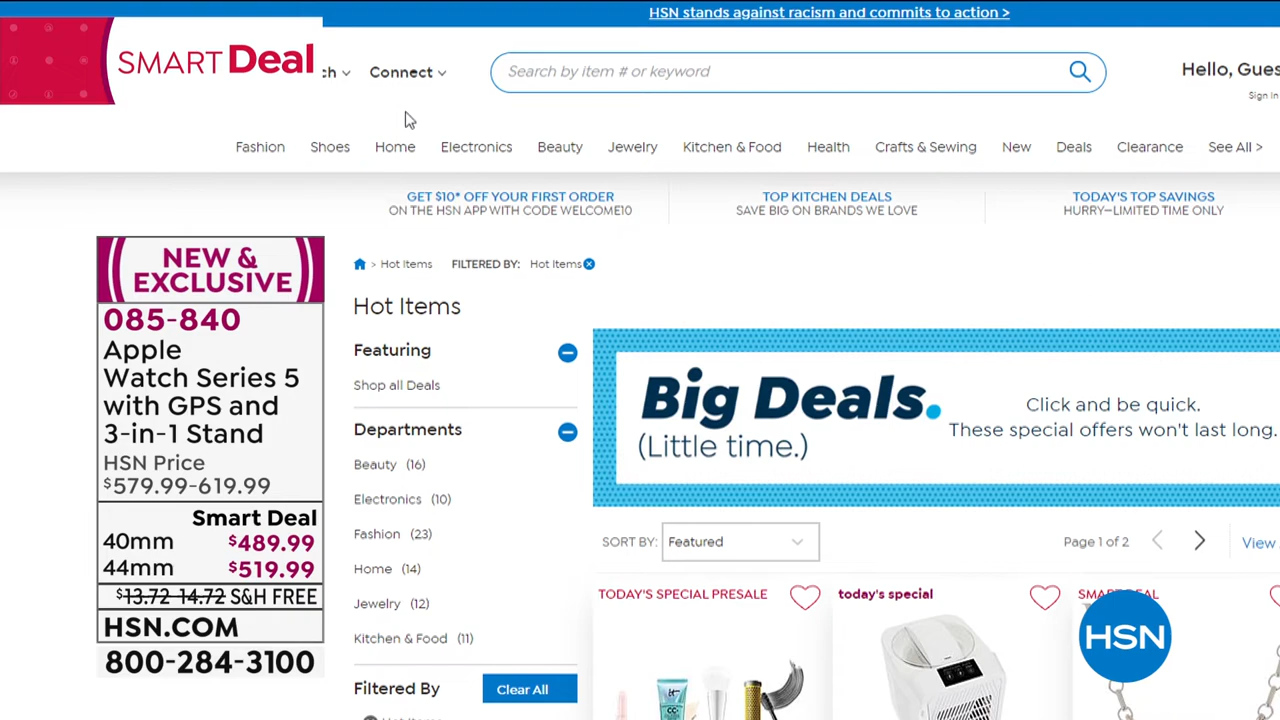 HSN stands against racism and commits to action >
SMART Deal
ch
Connect
Search by item # or keyword
Hello, Gues
Sign In
Fashion Shoes Home Electronics Beauty Jewelry Kitchen & Food Health Crafts & Sewing New Deals Clearance See All >
GET $10* OFF YOUR FIRST ORDER
ON THE HSN APP WITH CODE WELCOME10
TOP KITCHEN DEALS
SAVE BIG ON BRANDS WE LOVE
TODAY'S TOP SAVINGS
HURRY—LIMITED TIME ONLY
NEW &
EXCLUSIVE
085-840
Apple
Watch Series 5
with GPS and
3-in-1 Stand
HSN Price
$579.99-619.99
Smart Deal
40mm $489.99
44mm $519.99
$13.72-14.72 S&H FREE
HSN.COM
800-284-3100
> Hot Items FILTERED BY: Hot Items
Hot Items
Featuring
Shop all Deals
Departments
Beauty (16)
Electronics (10)
Fashion (23)
Home (14)
Jewelry (12)
Kitchen & Food (11)
Filtered By Clear All
Hot Items
Big Deals.
(Little time.)
Click and be quick.
These special offers won't last long.
SORT BY: Featured
Page 1 of 2
View
TODAY'S SPECIAL PRESALE
today's special
SMART DEAL
it
CC+
HSN